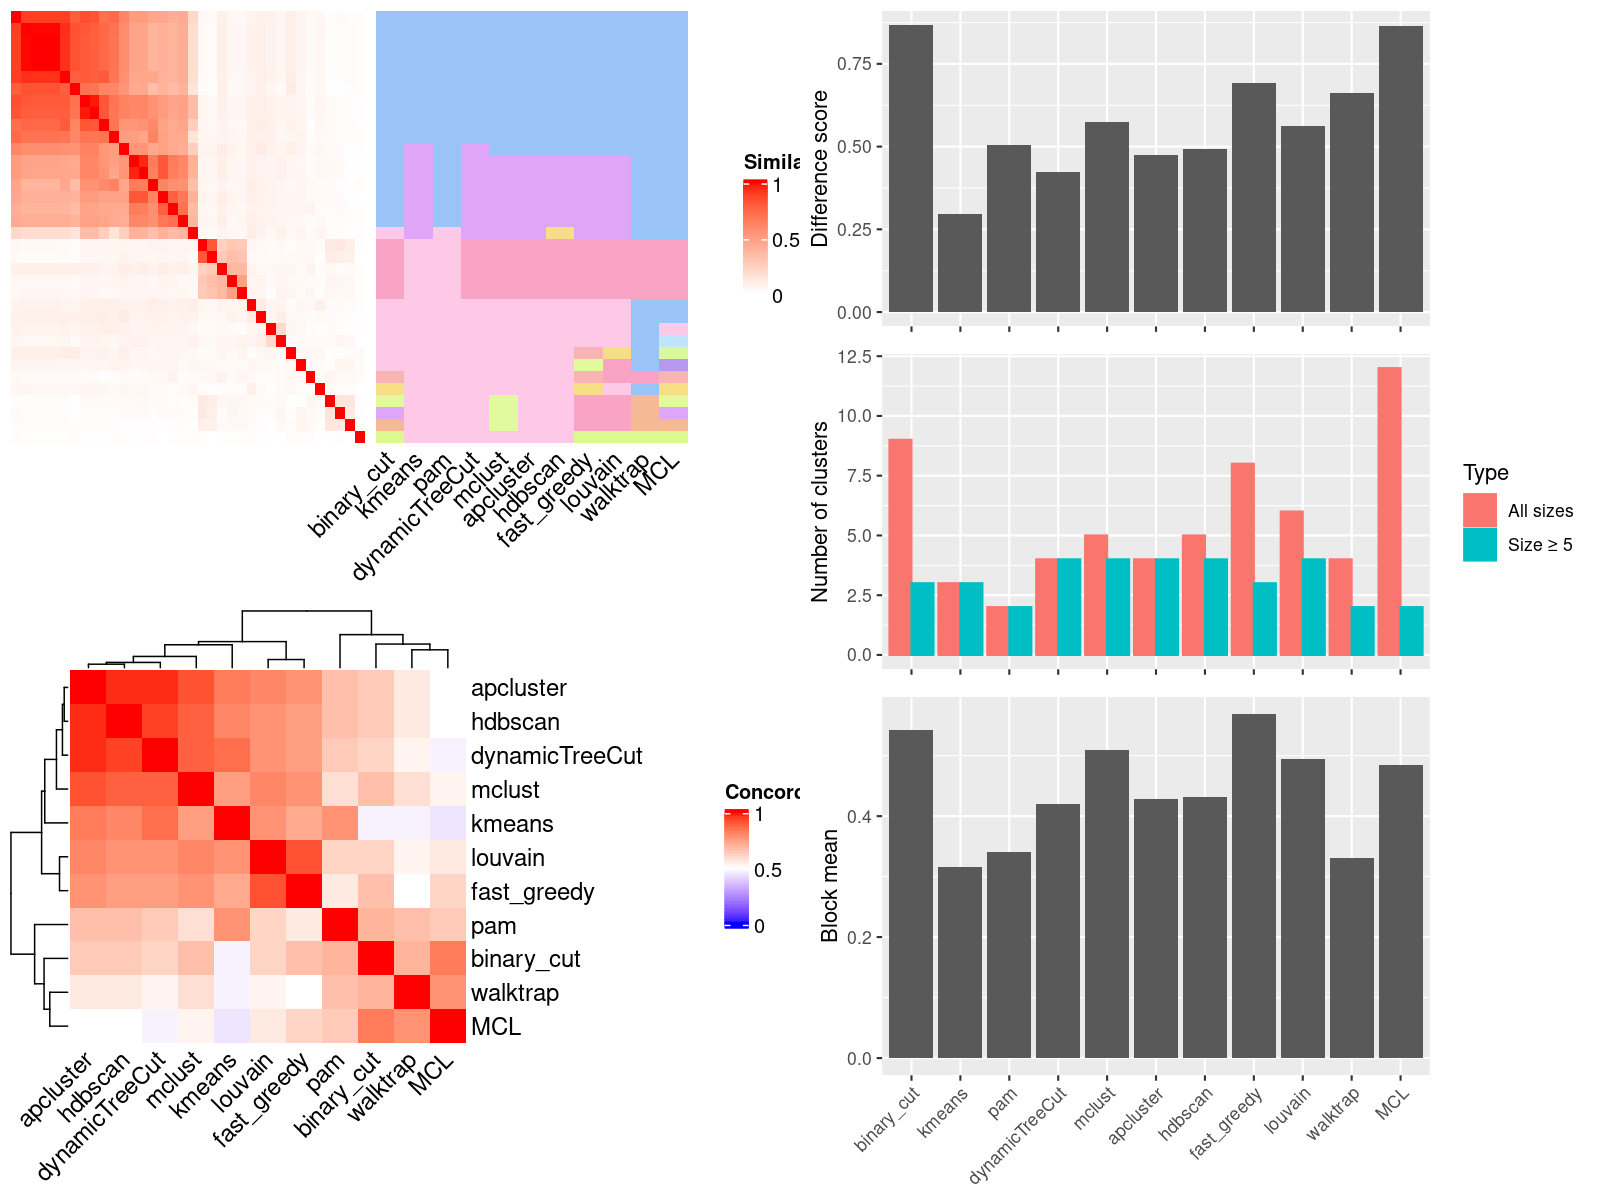 Simila
1
0.5
0
binary_cut
kmeans
pam
dynamicTreeCut
mclust
apcluster
hdbscan
fast_greedy
louvain
walktrap
MCL
apcluster
hdbscan
dynamicTreeCut
mclust
kmeans
louvain
fast_greedy
pam
binary_cut
walktrap
MCL
Concord
1
0.5
0
apcluster
hdbscan
dynamicTreeCut
mclust
kmeans
louvain
fast_greedy
pam
binary_cut
walktrap
MCL
Difference score
0.75
0.50
0.25
0.00
Number of clusters
12.5
10.0
7.5
5.0
2.5
0.0
Type
All sizes
Size ≥ 5
Block mean
0.4
0.2
0.0
binary_cut
kmeans
pam
dynamicTreeCut
mclust
apcluster
hdbscan
fast_greedy
louvain
walktrap
MCL